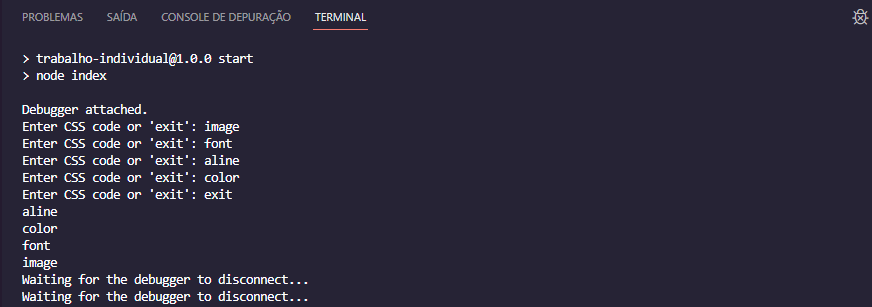 PROBLEMAS SAÍDA CONSOLE DE DEPURAÇÃO TERMINAL
> trabalho-individual@1.0.0 start
> node index
Debugger attached.
Enter CSS code or 'exit': image
Enter CSS code or 'exit': font
Enter CSS code or 'exit': aline
Enter CSS code or 'exit': color
Enter CSS code or 'exit': exit
aline
color
font
image
Waiting for the debugger to disconnect...
Waiting for the debugger to disconnect...